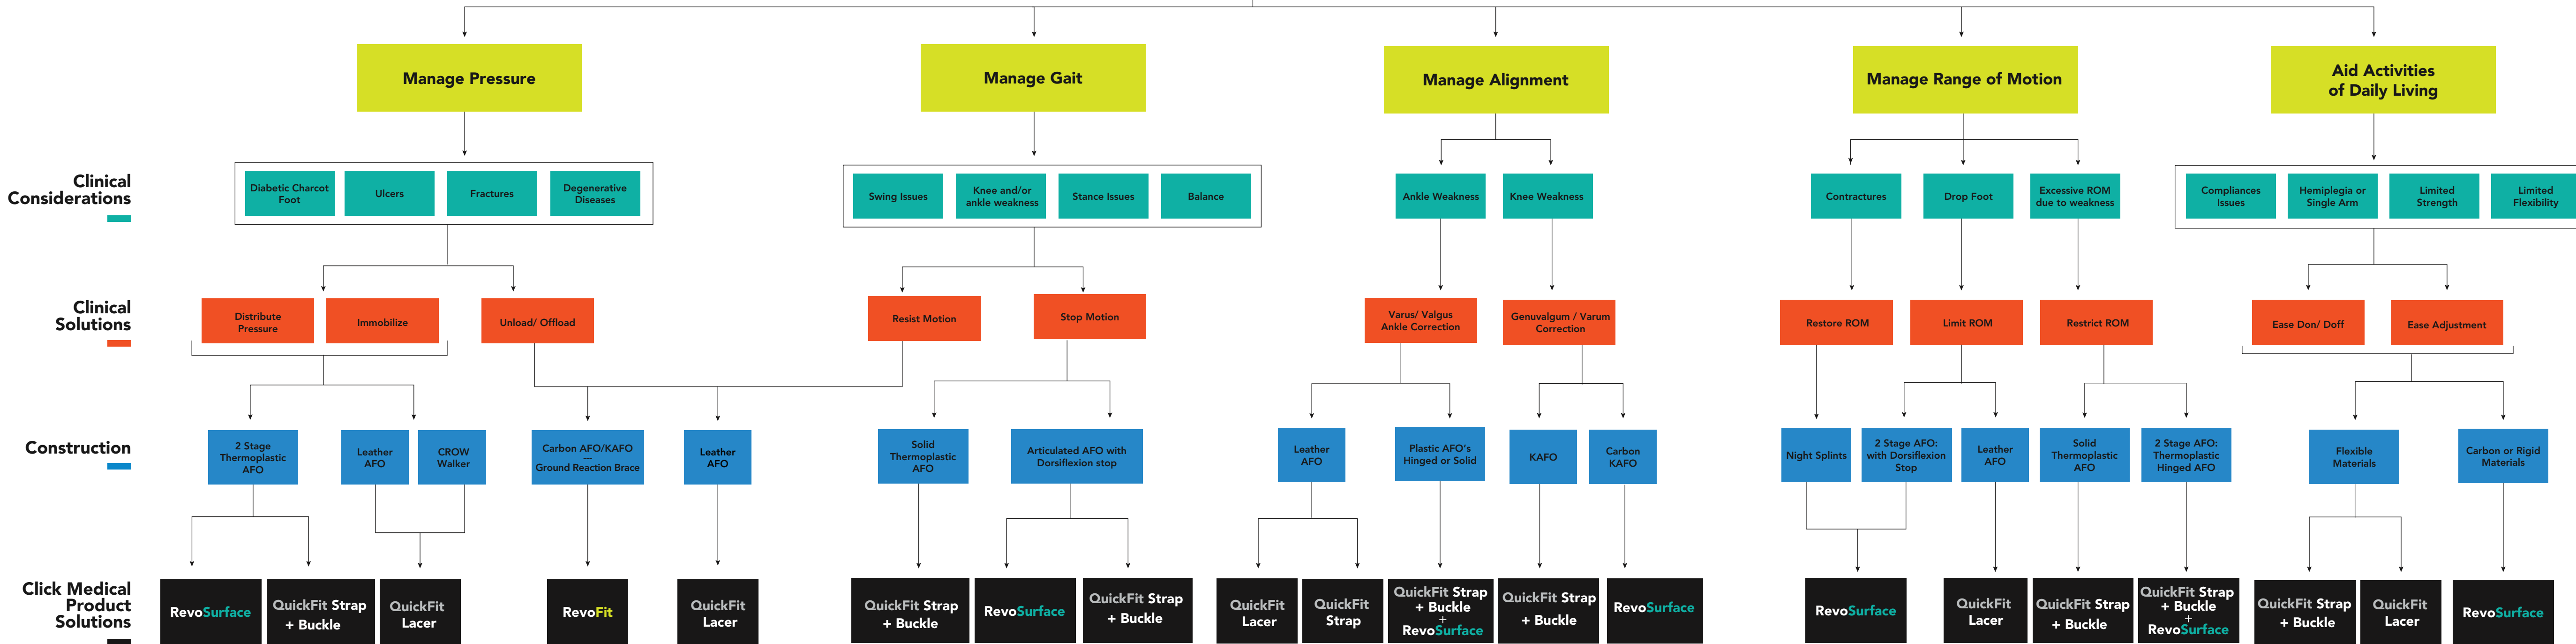 Manage Pressure
Manage Gait
Manage Alignment
Manage Range of Motion
Aid Activities
of Daily Living
Clinical
Considerations
Diabetic Charcot
Foot
Ulcers
Fractures
Degenerative
Diseases
Swing Issues
Knee and/or
ankle weakness
Stance Issues
Balance
Ankle Weakness
Knee Weakness
Contractures
Drop Foot
Excessive ROM
due to weakness
Compliances
Issues
Hemiplegia or
Single Arm
Limited
Strength
Limited
Flexibility
Clinical
Solutions
Distribute
Pressure
Immobilize
Unload/ Offload
Resist Motion
Stop Motion
Varus/ Valgus
Ankle Correction
Genuvalgum / Varum
Correction
Restore ROM
Limit ROM
Restrict ROM
Ease Don/ Doff
Ease Adjustment
Construction
2 Stage
Thermoplastic
AFO
Leather
AFO
CROW
Walker
Carbon AFO/KAFO
—
Ground Reaction Brace
Leather
AFO
Solid
Thermoplastic
AFO
Articulated AFO with
Dorsiflexion stop
Leather
AFO
Plastic AFO's
Hinged or Solid
KAFO
Carbon
KAFO
Night Splints
2 Stage AFO:
with Dorsiflexion
Stop
Leather
AFO
Solid
Thermoplastic
AFO
2 Stage AFO:
Thermoplastic
Hinged AFO
Flexible
Materials
Carbon or Rigid
Materials
Click Medical
Product
Solutions
RevoSurface
QuickFit Strap
+ Buckle
QuickFit
Lacer
RevoFit
QuickFit
Lacer
QuickFit Strap
+ Buckle
RevoSurface
QuickFit Strap
+ Buckle
QuickFit
Lacer
QuickFit
Strap
QuickFit Strap
+ Buckle
+
RevoSurface
QuickFit Strap
+ Buckle
RevoSurface
RevoSurface
QuickFit
Lacer
QuickFit Strap
+ Buckle
QuickFit Strap
+ Buckle
+
RevoSurface
QuickFit Strap
+ Buckle
QuickFit
Lacer
RevoSurface